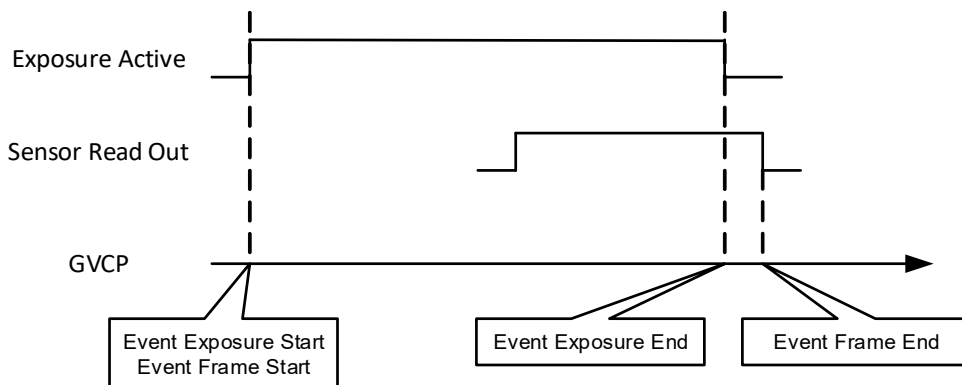 Exposure Active
Sensor Read Out
GVCP
Event Exposure Start
Event Frame Start
Event Exposure End
Event Frame End